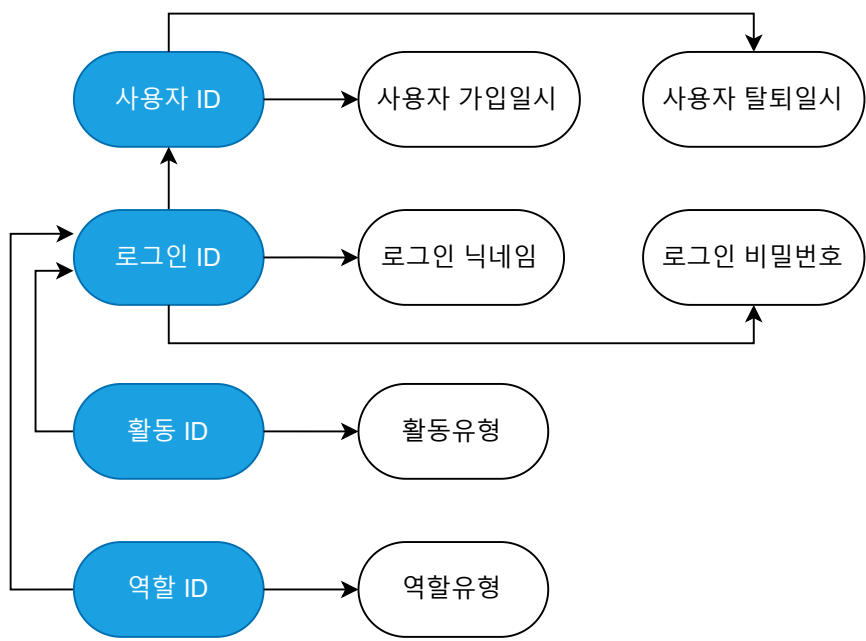 사용자 ID
사용자 가입일시
사용자 탈퇴일시
로그인 ID
로그인 닉네임
로그인 비밀번호
활동 ID
활동유형
역할 ID
역할유형